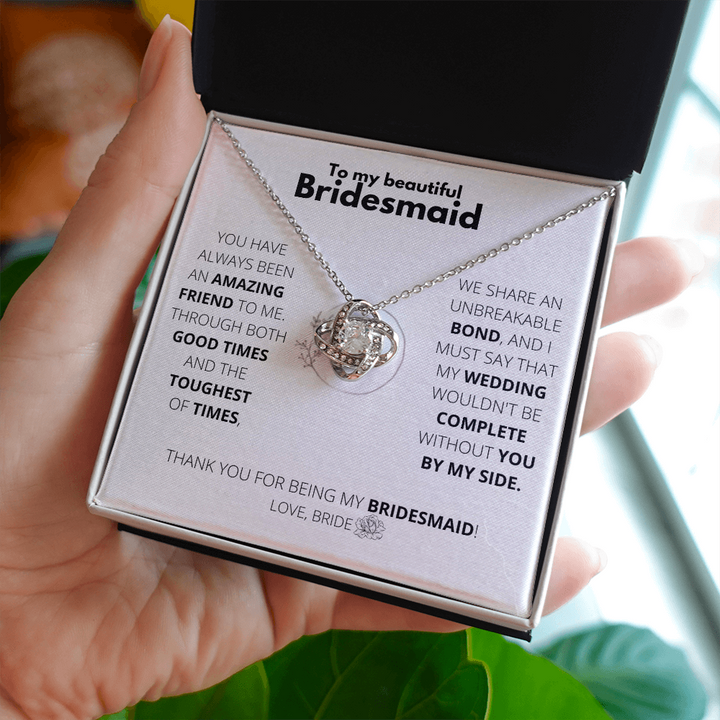 To my beautiful
Bridesmaid
YOU HAVE
ALWAYS BEEN
AN AMAZING
FRIEND TO ME.
THROUGH BOTH
GOOD TIMES
AND THE
TOUGHEST
OF TIMES,
WE SHARE AN
UNBREAKABLE
BOND, AND I
MUST SAY THAT
MY WEDDING
WOULDN'T BE
COMPLETE
WITHOUT YOU
BY MY SIDE.
THANK YOU FOR BEING MY BRIDESMAID!
LOVE, BRIDE